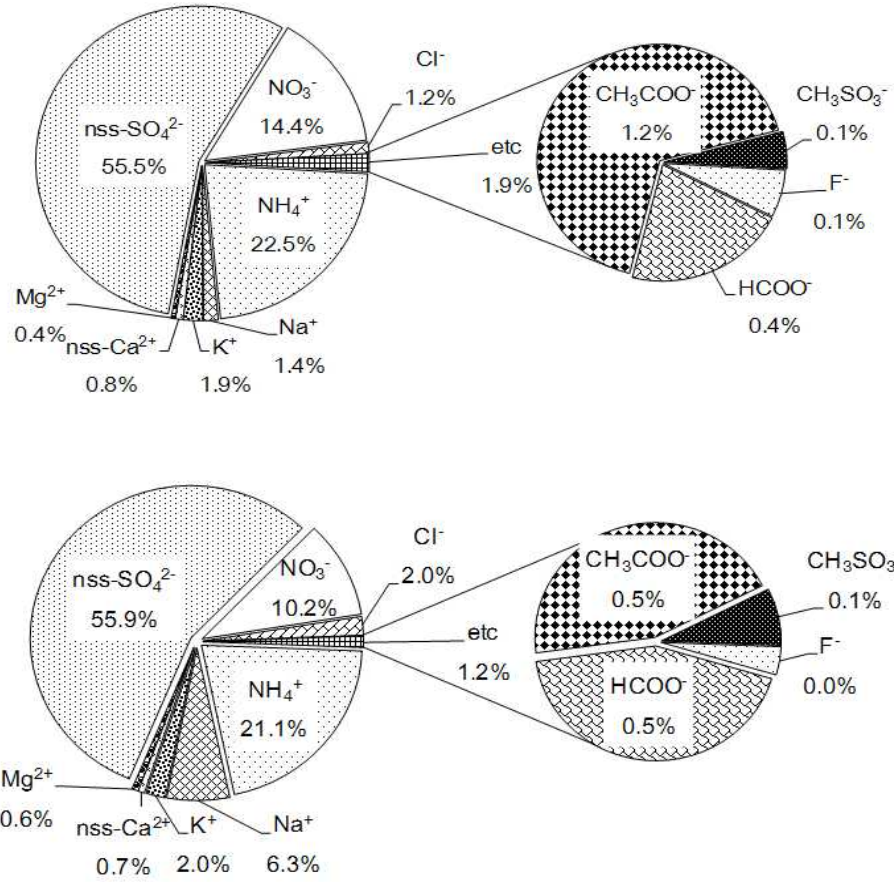 nss-SO₄²⁻
55.5%
NO₃⁻
14.4%
Cl⁻
1.2%
etc
1.9%
NH₄⁺
22.5%
Na⁺
1.4%
K⁺
1.9%
nss-Ca²⁺
0.8%
Mg²⁺
0.4%
CH₃COO⁻
1.2%
CH₃SO₃⁻
0.1%
F⁻
0.1%
HCOO⁻
0.4%
nss-SO₄²⁻
55.9%
NO₃⁻
10.2%
Cl⁻
2.0%
etc
1.2%
NH₄⁺
21.1%
Na⁺
6.3%
K⁺
2.0%
nss-Ca²⁺
0.7%
Mg²⁺
0.6%
CH₃COO⁻
0.5%
CH₃SO₃
0.1%
F⁻
0.0%
HCOO⁻
0.5%